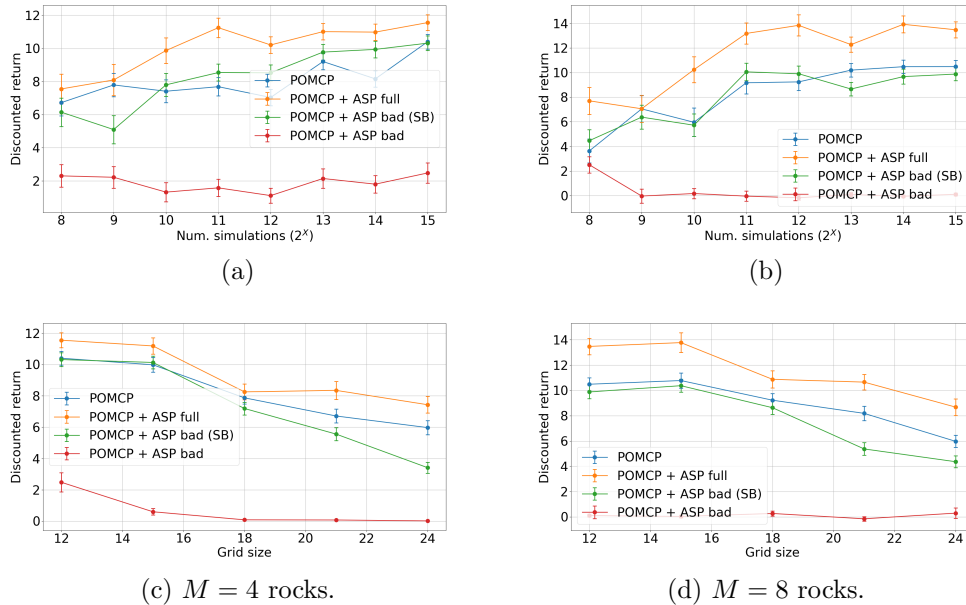 12
10
8
6
4
2
Discounted return
POMCP
POMCP + ASP full
POMCP + ASP bad (SB)
POMCP + ASP bad
8 9 10 11 12 13 14 15
Num. simulations (2^x)
(a)
14
12
10
8
6
4
2
0
Discounted return
POMCP
POMCP + ASP full
POMCP + ASP bad (SB)
POMCP + ASP bad
8 9 10 11 12 13 14 15
Num. simulations (2^x)
(b)
12
10
8
6
4
2
0
Discounted return
POMCP
POMCP + ASP full
POMCP + ASP bad (SB)
POMCP + ASP bad
12 14 16 18 20 22 24
Grid size
(c) M = 4 rocks.
14
12
10
8
6
4
2
0
Discounted return
POMCP
POMCP + ASP full
POMCP + ASP bad (SB)
POMCP + ASP bad
12 14 16 18 20 22 24
Grid size
(d) M = 8 rocks.